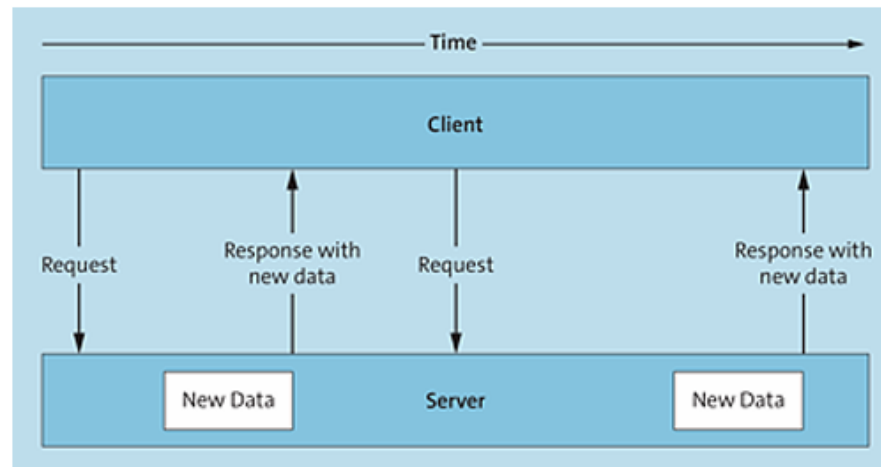 Time
Client
Request
Response with
new data
Request
Response with
new data
New Data
Server
New Data